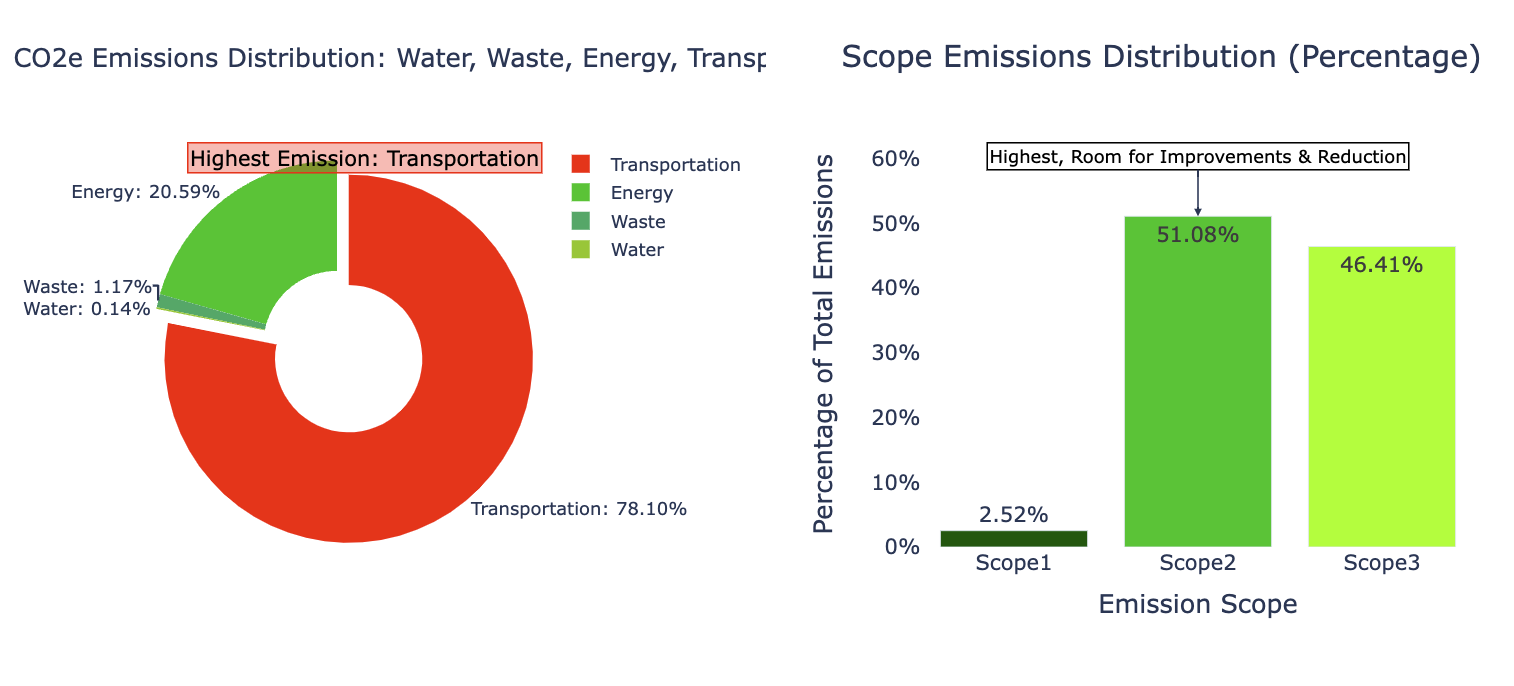 CO2e Emissions Distribution: Water, Waste, Energy, Transp
Highest Emission: Transportation
Energy: 20.59%
Waste: 1.17%
Water: 0.14%
Transportation: 78.10%
Transportation
Energy
Waste
Water
Scope Emissions Distribution (Percentage)
Highest, Room for Improvements & Reduction
Percentage of Total Emissions
60%
50%
40%
30%
20%
10%
0%
2.52%
51.08%
46.41%
Scope1
Scope2
Scope3
Emission Scope